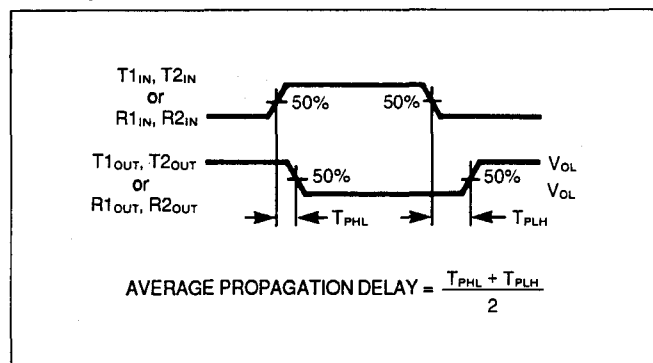 T1IN, T2IN
or
R1IN, R2IN
50%
50%
T1OUT, T2OUT
or
R1OUT, R2OUT
50%
50%
VOL
VOL
TPHL
TPLH
AVERAGE PROPAGATION DELAY = TPHL + TPLH
2